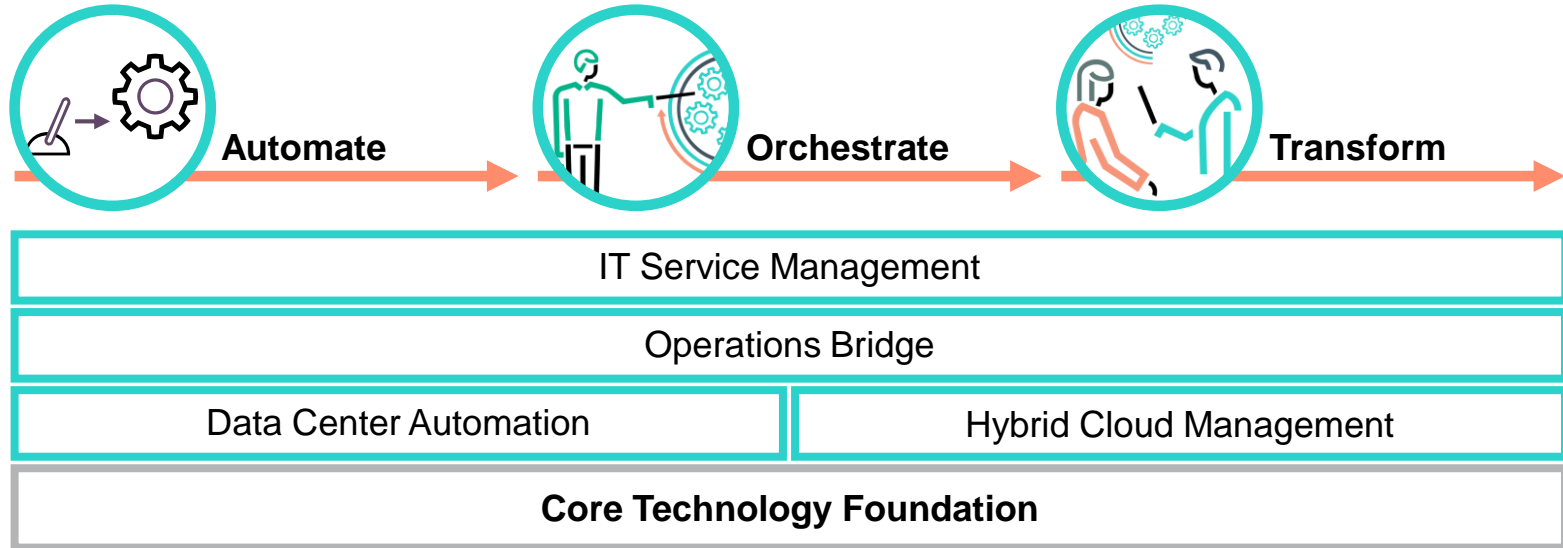 Automate
Orchestrate
Transform
IT Service Management
Operations Bridge
Data Center Automation
Hybrid Cloud Management
Core Technology Foundation